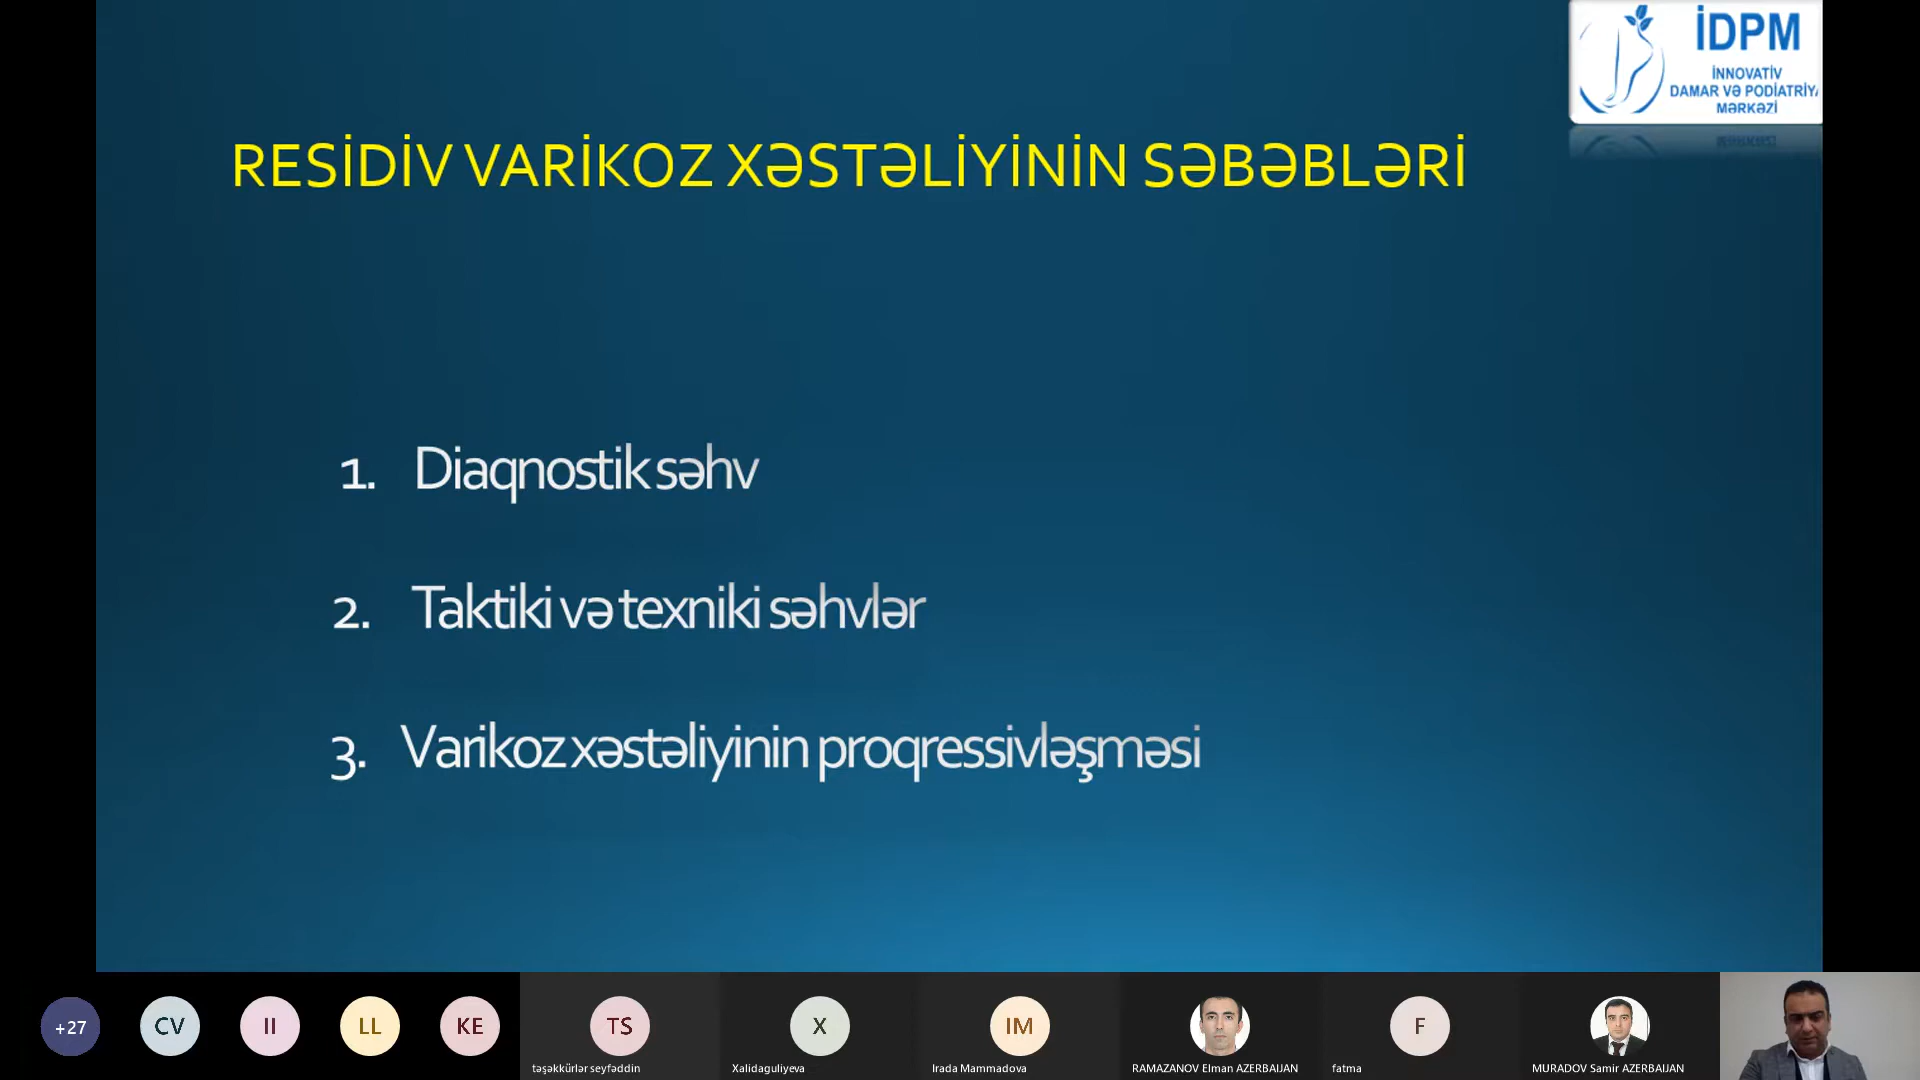 İDPM
İNNOVATİV
DAMAR VƏ PODİATRİY
MƏRKƏZİ
RESİDİV VARİKOZ XƏSTƏLİYİNİN SƏBƏBLƏRİ
1. Diaqnostik səhv
2. Taktiki və texniki səhvlər
3. Varikoz xəstəliyinin proqressivləşməsi
+27
CV
II
LL
KE
TS
X
IM
F
təşəkkürlər seyfəddin
Xalidaguliyeva
Irada Mammadova
RAMAZANOV Elman AZERBAIJAN
fatma
MURADOV Samir AZERBAIJAN